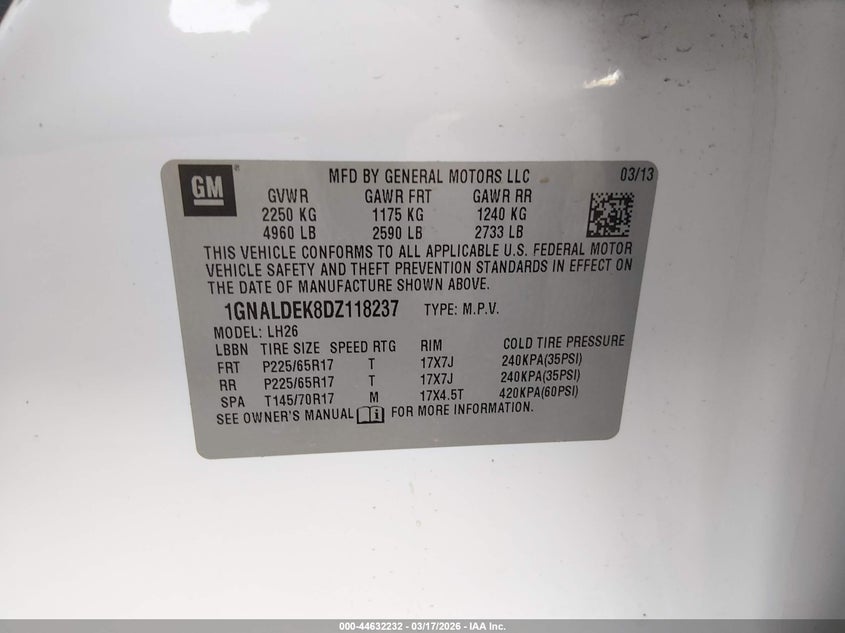 GM
MFD BY GENERAL MOTORS LLC 03/13
GVWR GAWR FRT GAWR RR
2250 KG 1175 KG 1240 KG
4960 LB 2590 LB 2733 LB
THIS VEHICLE CONFORMS TO ALL APPLICABLE U.S. FEDERAL MOTOR
VEHICLE SAFETY AND THEFT PREVENTION STANDARDS IN EFFECT ON
THE DATE OF MANUFACTURE SHOWN ABOVE.
1GNALDEK8DZ118237 TYPE: M.P.V.
MODEL: LH26
LBBN TIRE SIZE SPEED RTG RIM COLD TIRE PRESSURE
FRT P225/65R17 T 17X7J 240KPA(35PSI)
RR P225/65R17 T 17X7J 240KPA(35PSI)
SPA T145/70R17 M 17X4.5T 420KPA(60PSI)
SEE OWNER'S MANUAL FOR MORE INFORMATION.
000-44632232 - 03/17/2026 - IAA Inc.